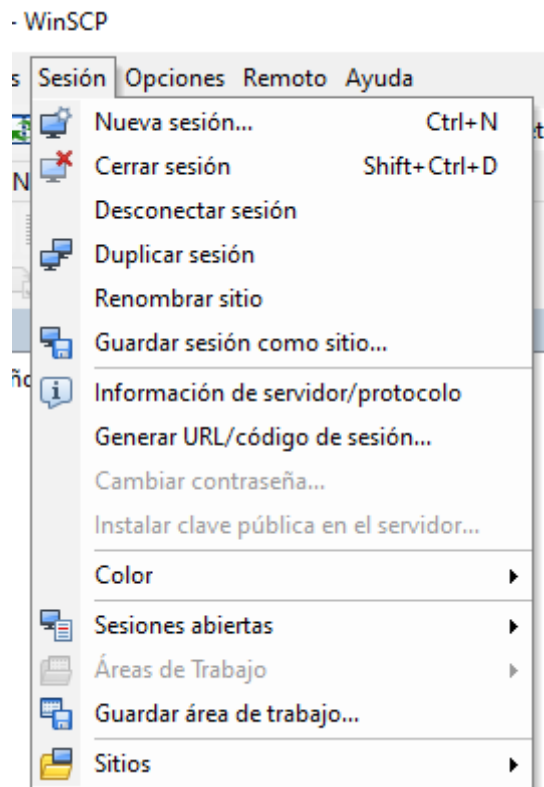 - WinSCP
s Sesión Opciones Remoto Ayuda
Nueva sesión... Ctrl+N
Cerrar sesión Shift+Ctrl+D
Desconectar sesión
Duplicar sesión
Renombrar sitio
Guardar sesión como sitio...
Información de servidor/protocolo
Generar URL/código de sesión...
Cambiar contraseña...
Instalar clave pública en el servidor...
Color
Sesiones abiertas
Áreas de Trabajo
Guardar área de trabajo...
Sitios